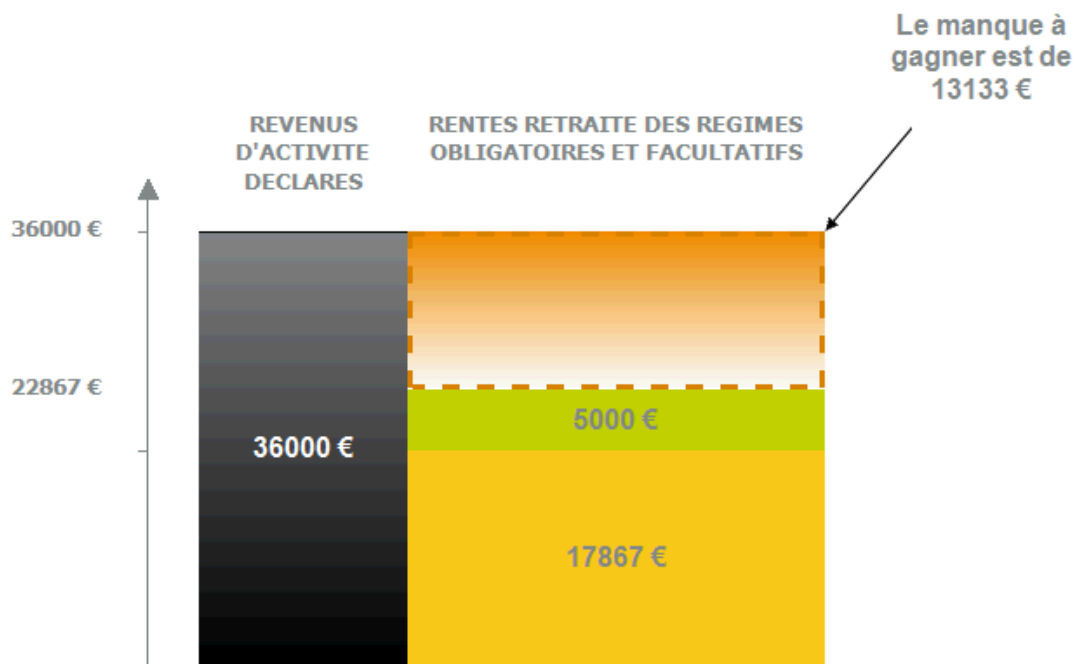 Le manque à
gagner est de
13133 €
REVENUS
D'ACTIVITE
DECLARES
RENTES RETRAITE DES REGIMES
OBLIGATOIRES ET FACULTATIFS
36000 €
22867 €
36000 €
5000 €
17867 €